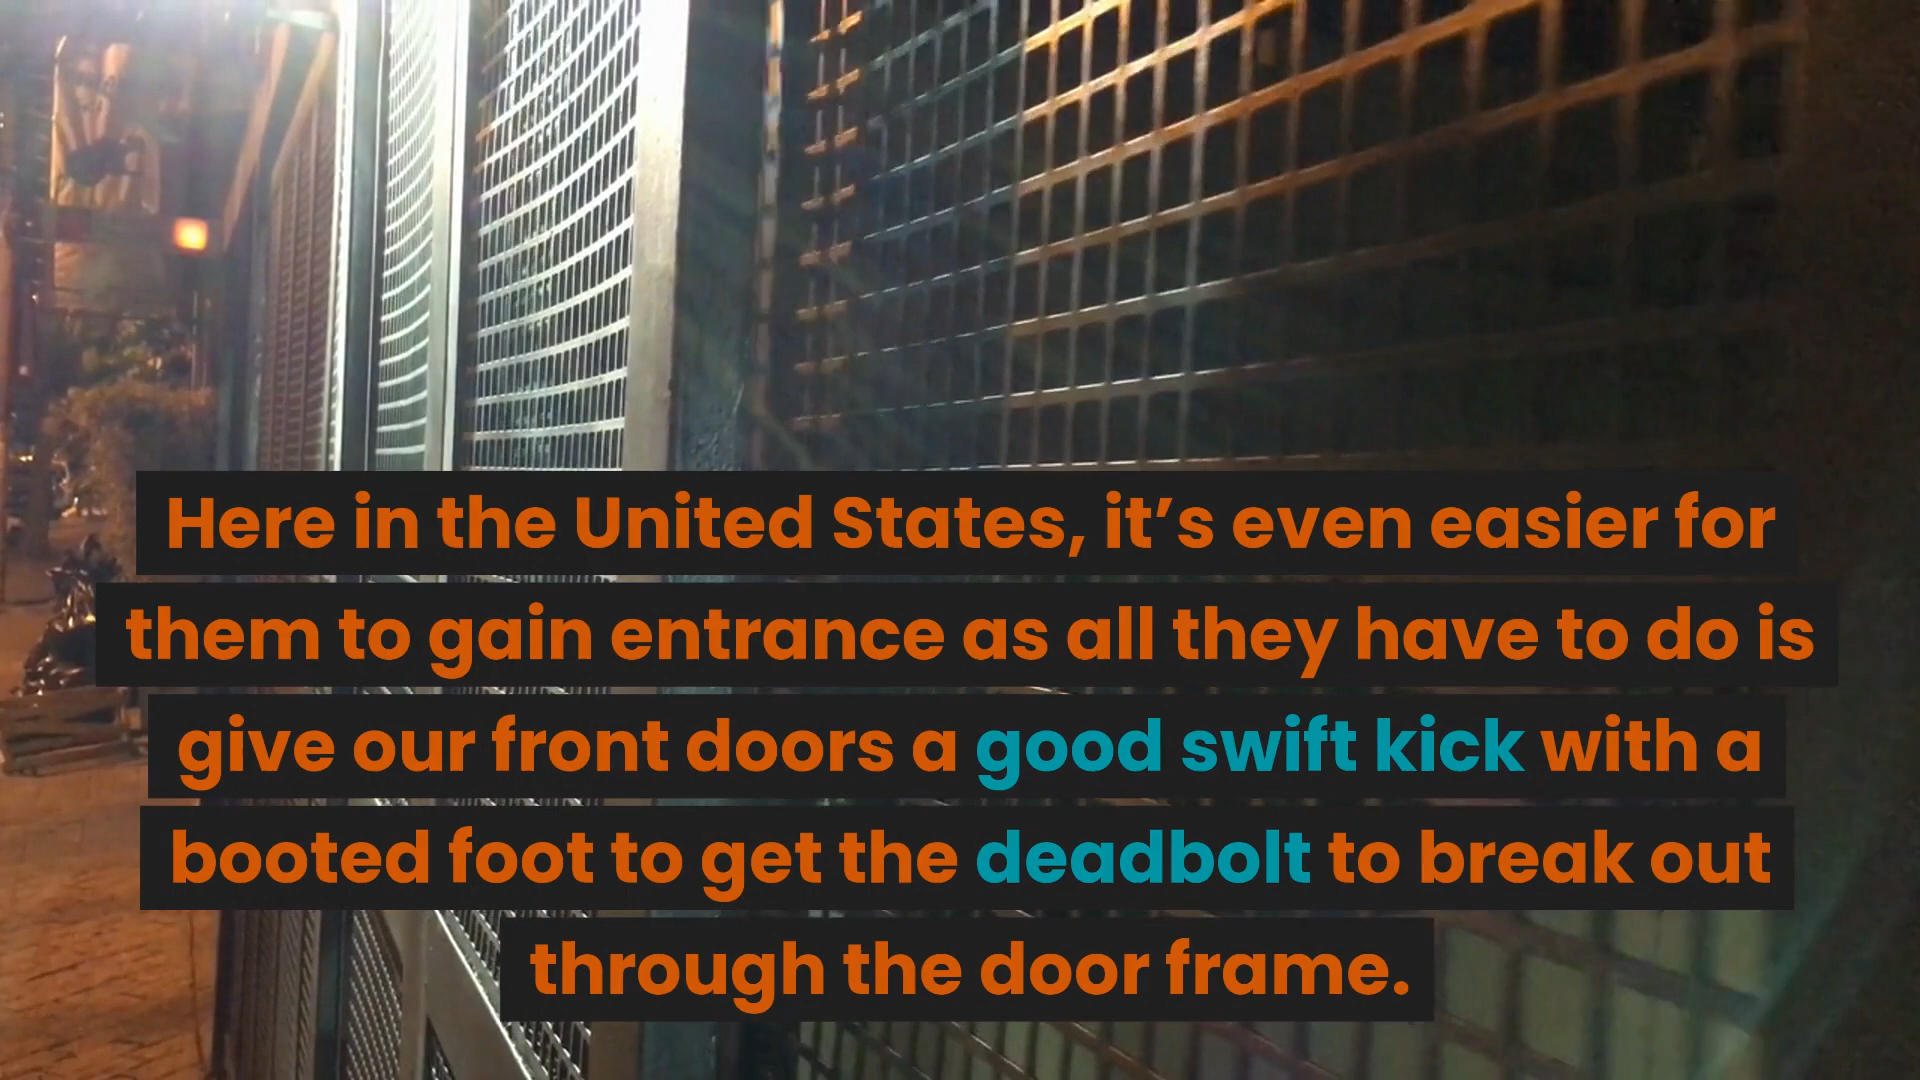 Here in the United States, it’s even easier for
them to gain entrance as all they have to do is
give our front doors a good swift kick with a
booted foot to get the deadbolt to break out
through the door frame.